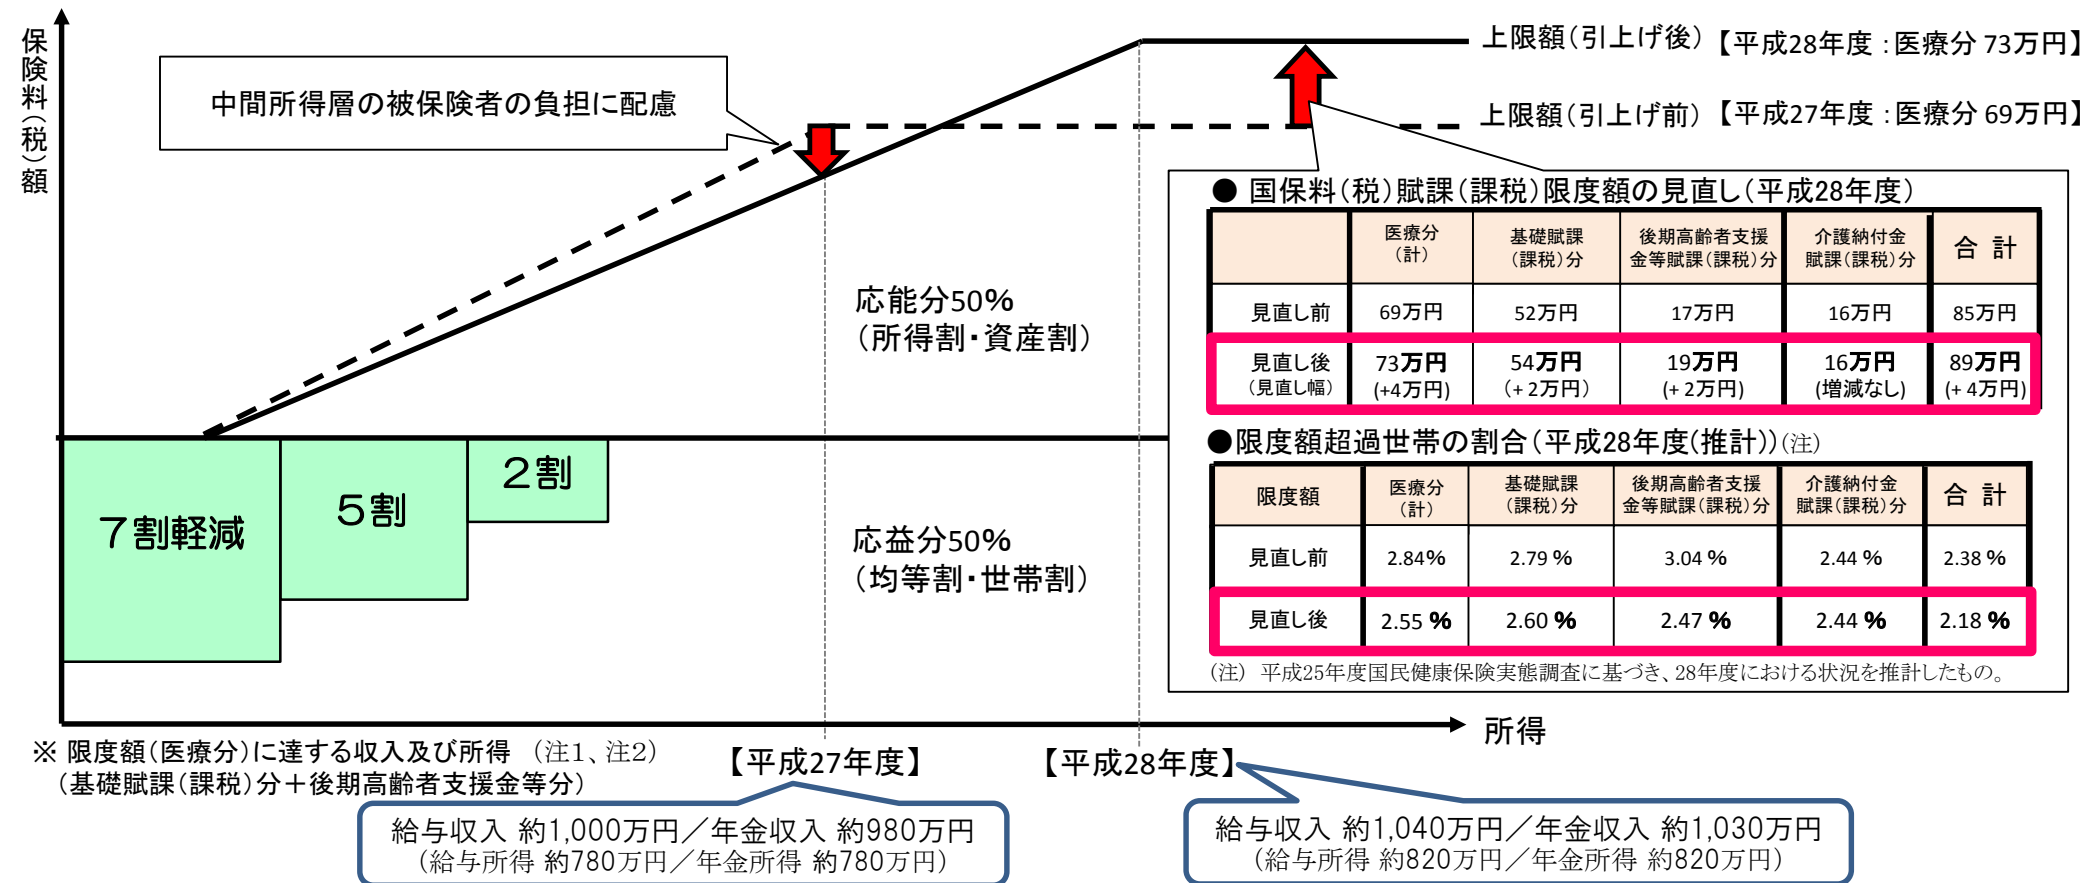 保険料（税）額
中間所得層の被保険者の負担に配慮
上限額（引上げ後）【平成28年度：医療分 73万円】
上限額（引上げ前）【平成27年度：医療分 69万円】
● 国保料（税）賦課（課税）限度額の見直し（平成28年度）
医療分（計） 基礎賦課（課税）分 後期高齢者支援金等賦課（課税）分 介護納付金賦課（課税）分 合 計
見直し前 69万円 52万円 17万円 16万円 85万円
見直し後 73万円 54万円 19万円 16万円 89万円
（見直し幅） (+4万円) (+2万円) (+2万円) (増減なし) (+4万円)
●限度額超過世帯の割合（平成28年度(推計)）(注)
限度額 医療分（計） 基礎賦課（課税）分 後期高齢者支援金等賦課（課税）分 介護納付金賦課（課税）分 合 計
見直し前 2.84% 2.79 % 3.04 % 2.44 % 2.38 %
見直し後 2.55 % 2.60 % 2.47 % 2.44 % 2.18 %
(注) 平成25年度国民健康保険実態調査に基づき、28年度における状況を推計したもの。
応能分50%
（所得割・資産割）
７割軽減
５割
２割
応益分50%
（均等割・世帯割）
所得
※ 限度額（医療分）に達する収入及び所得 （注1、注2）
（基礎賦課（課税）分＋後期高齢者支援金等分）
【平成27年度】
【平成28年度】
給与収入 約1,000万円／年金収入 約980万円
（給与所得 約780万円／年金所得 約780万円）
給与収入 約1,040万円／年金収入 約1,030万円
（給与所得 約820万円／年金所得 約820万円）